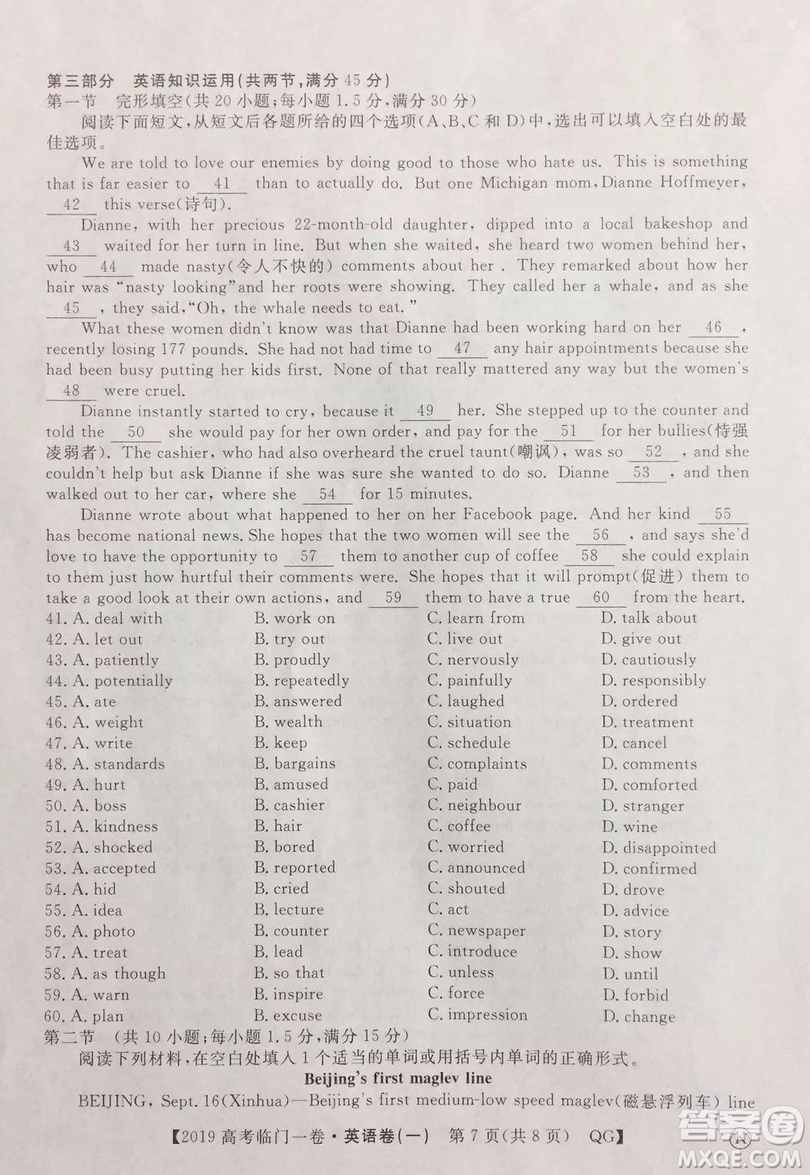 第三部分 英语知识运用(共两节,满分45分)
第一节 完形填空(共20小题;每小题1.5分,满分30分)
阅读下面短文,从短文后各题所给的四个选项(A、B、C和D)中,选出可以填入空白处的最
佳选项。
We are told to love our enemies by doing good to those who hate us. This is something
that is far easier to 41 than to actually do. But one Michigan mom, Dianne Hoffmeyer,
42 this verse(诗句).
Dianne, with her precious 22-month-old daughter, dipped into a local bakeshop and
43 waited for her turn in line. But when she waited, she heard two women behind her,
who 44 made nasty(令人不快的) comments about her . They remarked about how her
hair was “nasty looking”and her roots were showing. They called her a whale, and as she
45 , they said,“Oh, the whale needs to eat.”
What these women didn't know was that Dianne had been working hard on her 46 ,
recently losing 177 pounds. She had not had time to 47 any hair appointments because she
had been busy putting her kids first. None of that really mattered any way but the women's
48 were cruel.
Dianne instantly started to cry, because it 49 her. She stepped up to the counter and
told the 50 she would pay for her own order, and pay for the 51 for her bullies(恃强
凌弱者). The cashier, who had also overheard the cruel taunt(嘲讽), was so 52 , and she
couldn't help but ask Dianne if she was sure she wanted to do so. Dianne 53 , and then
walked out to her car, where she 54 for 15 minutes.
Dianne wrote about what happened to her on her Facebook page. And her kind 55
has become national news. She hopes that the two women will see the 56 , and says she'd
love to have the opportunity to 57 them to another cup of coffee 58 she could explain
to them just how hurtful their comments were. She hopes that it will prompt(促进) them to
take a good look at their own actions, and 59 them to have a true 60 from the heart.
41. A. deal with B. work on C. learn from D. talk about
42. A. let out B. try out C. live out D. give out
43. A. patiently B. proudly C. nervously D. cautiously
44. A. potentially B. repeatedly C. painfully D. responsibly
45. A. ate B. answered C. laughed D. ordered
46. A. weight B. wealth C. situation D. treatment
47. A. write B. keep C. schedule D. cancel
48. A. standards B. bargains C. complaints D. comments
49. A. hurt B. amused C. paid D. comforted
50. A. boss B. cashier C. neighbour D. stranger
51. A. kindness B. hair C. coffee D. wine
52. A. shocked B. bored C. worried D. disappointed
53. A. accepted B. reported C. announced D. nodded
54. A. hid B. cried C. shouted D. drove
55. A. idea B. lecture C. act D. advice
56. A. photo B. counter C. newspaper D. story
57. A. treat B. lead C. introduce D. show
58. A. as though B. so that C. unless D. until
59. A. warn B. inspire C. force D. forbid
60. A. plan B. expectation C. impression D. change
第二节 (共10小题;每小题1.5分,满分15分)
阅读下列材料,在空白处填入1个适当的单词或用括号内单词的正确形式。
Beijing's first maglev line
BEIJING, Sept. 16(Xinhua)—Beijing's first medium-low speed maglev(磁悬浮列车) line
【2019高考临门一卷·英语卷(一) 第7页(共8页) QG】